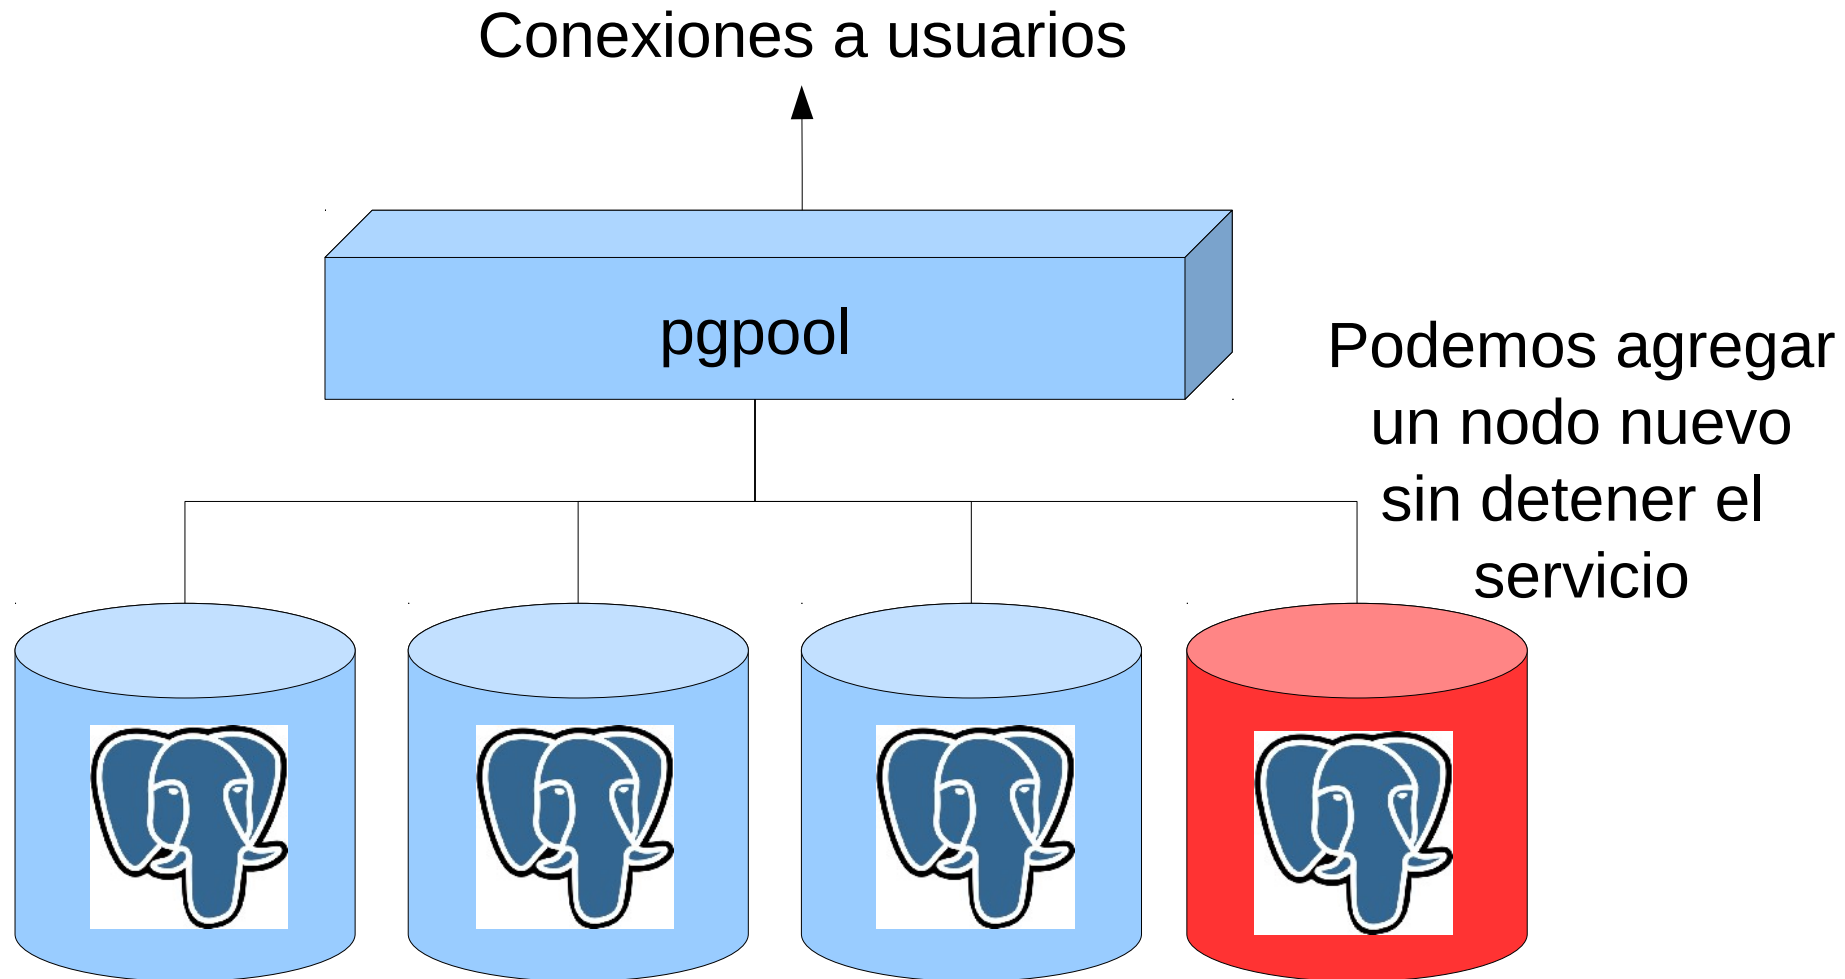 Conexiones a usuarios
pgpool
Podemos agregar
un nodo nuevo
sin detener el
servicio